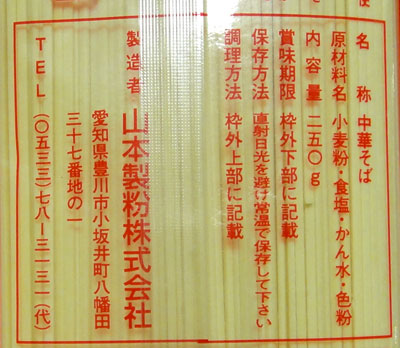 名称 中華そば
原材料名 小麦粉・食塩・かん水・色粉
内容量 二五〇g
賞味期限 枠外下部に記載
保存方法 直射日光を避け常温で保存して下さい
調理方法 枠外上部に記載
製造者 山本製粉株式会社
愛知県豊川市小坂井町八幡田
三十七番地の一
TEL(〇五三三)七八ー三一三一(代)